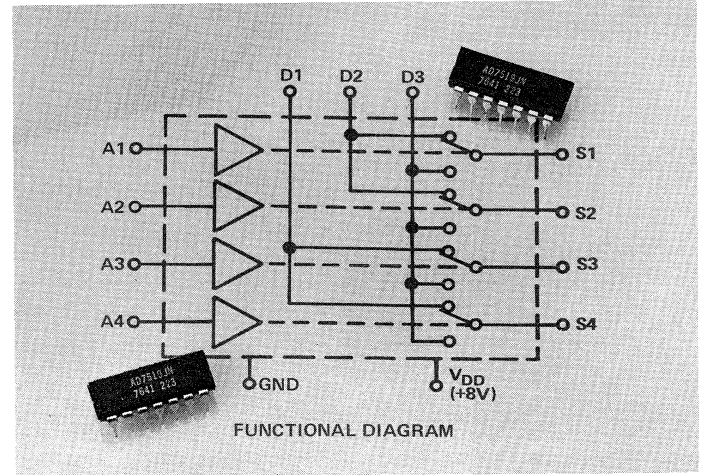 D1 D2 D3
AD7519JN
7641 223
A1 S1
A2 S2
A3 S3
A4 S4
AD7519JN
7641 223
GND
VDD
(+8V)
FUNCTIONAL DIAGRAM